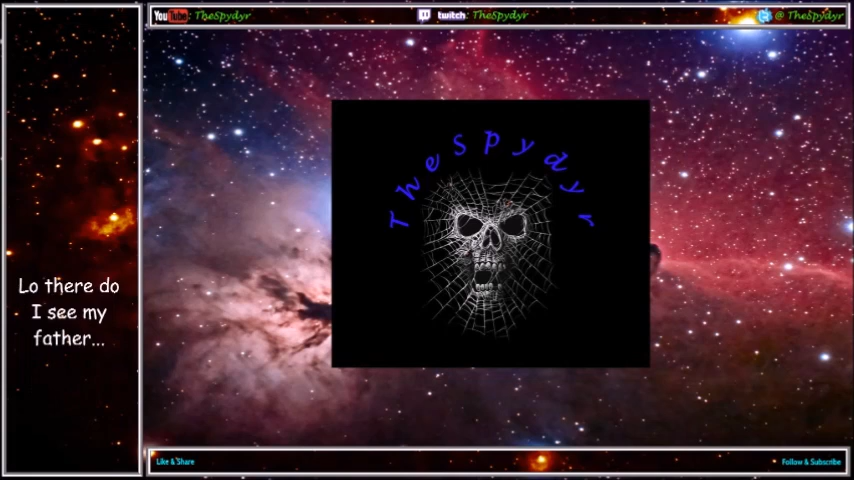 YouTube: TheSpydyr
twitch: TheSpydyr
@ TheSpydyr
TheSpydyr
Lo there do
I see my
father...
Like & Share
Follow & Subscribe